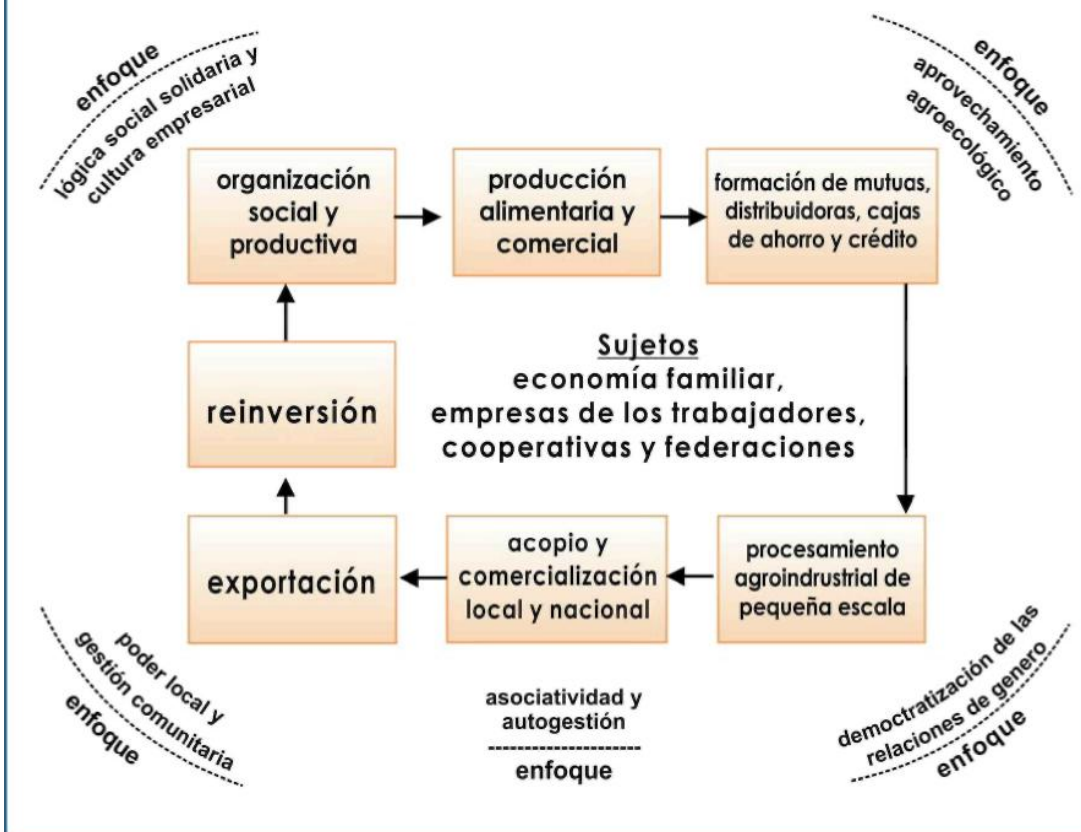 enfoque
lógica social solidaria y
cultura empresarial
enfoque
aprovechamiento
agroecológico
organización
social y
productiva
producción
alimentaria y
comercial
formación de mutuas,
distribuidoras, cajas
de ahorro y crédito
reinversión
Sujetos
economía familiar,
empresas de los trabajadores,
cooperativas y federaciones
exportación
acopio y
comercialización
local y nacional
procesamiento
agroindrustrial de
pequeña escala
poder local y
gestión comunitaria
enfoque
asociatividad y
autogestión
enfoque
democtratización de las
relaciones de genero
enfoque